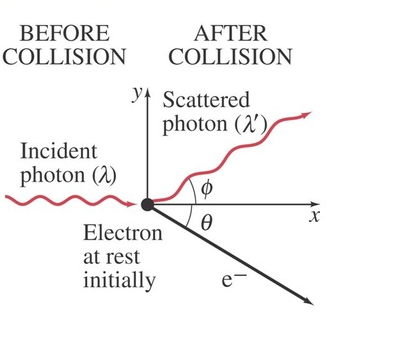 BEFORE
COLLISION
AFTER
COLLISION
y
Scattered
photon (λ′)
Incident
photon (λ)
ϕ
x
θ
Electron
at rest
initially
e⁻